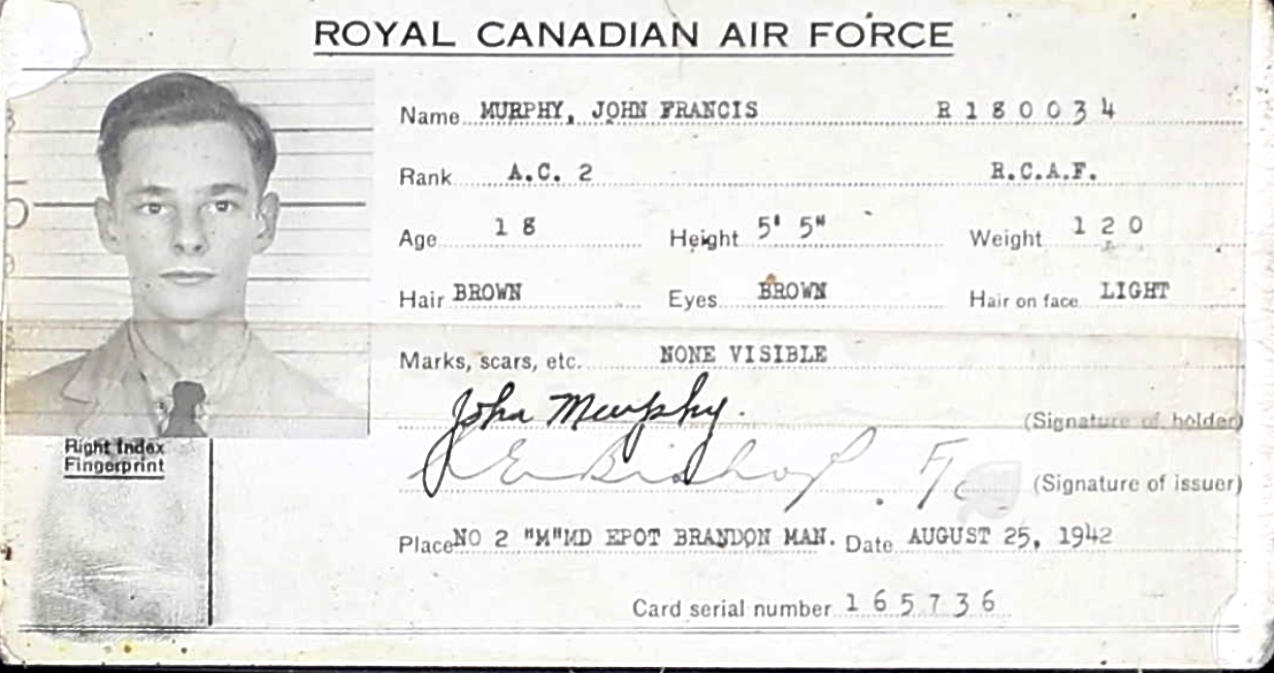 ROYAL CANADIAN AIR FORCE
Name MURPHY, JOHN FRANCIS R180034
Rank A.C. 2 R.C.A.F.
Age 18 Height 5' 5" Weight 120
Hair BROWN Eyes BROWN Hair on face LIGHT
Marks, scars, etc. NONE VISIBLE
John Murphy. (Signature of holder)
E Bishop. F/ (Signature of issuer)
Right Index
Fingerprint
Place NO 2 "M"MD EPOT BRANDON MAN. Date AUGUST 25, 1942
Card serial number 165736